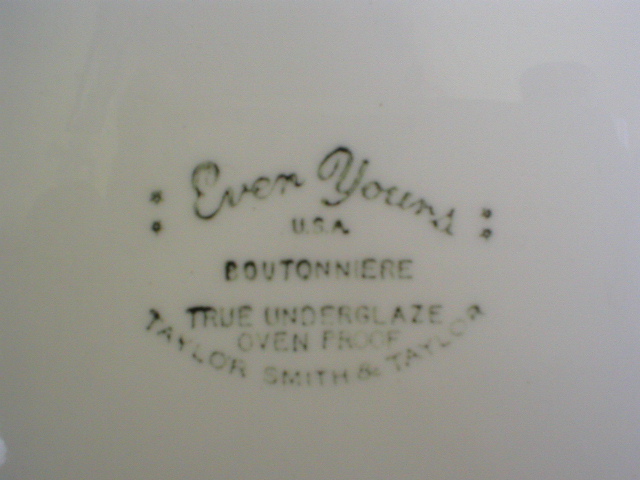 Ever Yours
U.S.A.
BOUTONNIERE
TRUE UNDERGLAZE
OVEN PROOF
TAYLOR SMITH & TAYLOR